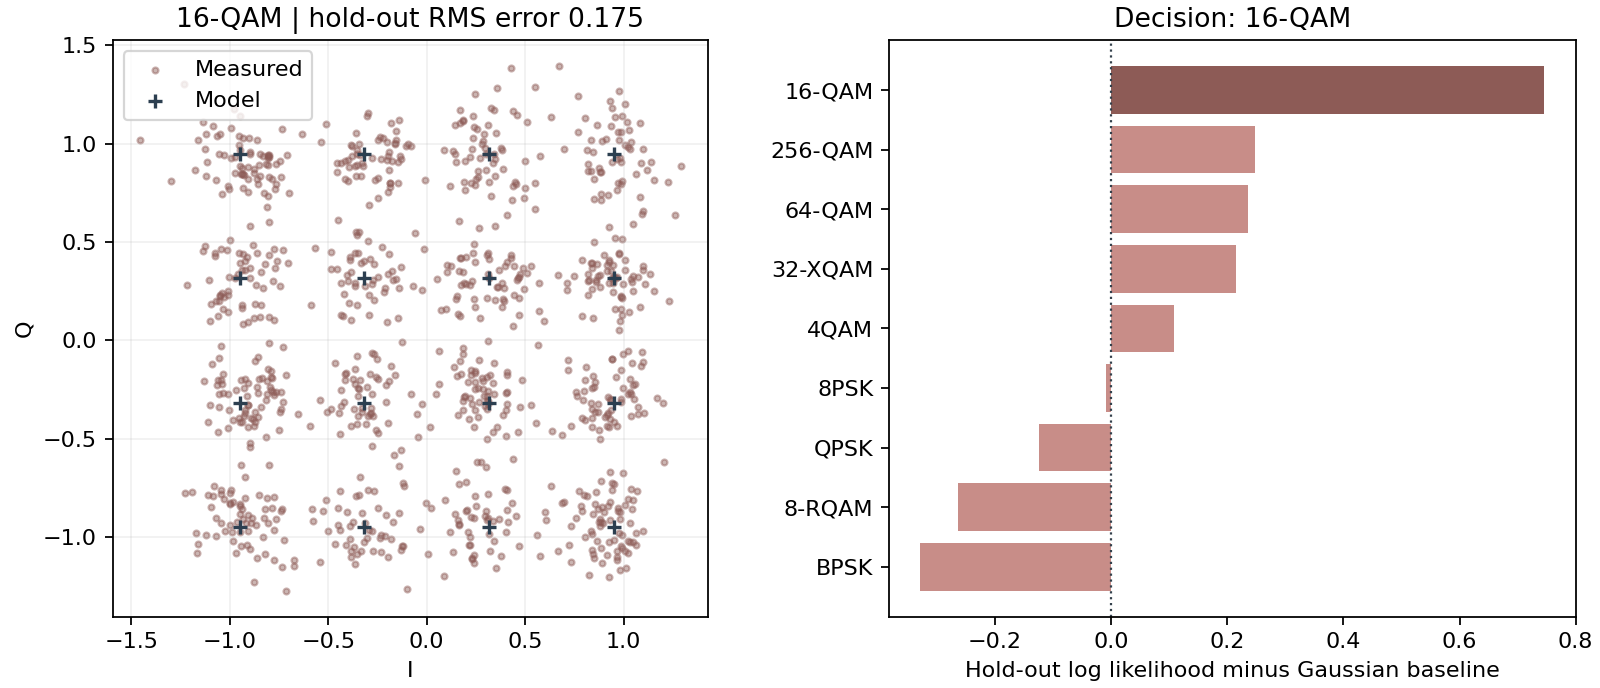 16-QAM | hold-out RMS error 0.175
Measured
Model
1.5
1.0
0.5
0.0
−0.5
−1.0
Q
−1.5
−1.0
−0.5
0.0
0.5
1.0
I
Decision: 16-QAM
16-QAM
256-QAM
64-QAM
32-XQAM
4QAM
8PSK
QPSK
8-RQAM
BPSK
−0.2
0.0
0.2
0.4
0.6
0.8
Hold-out log likelihood minus Gaussian baseline